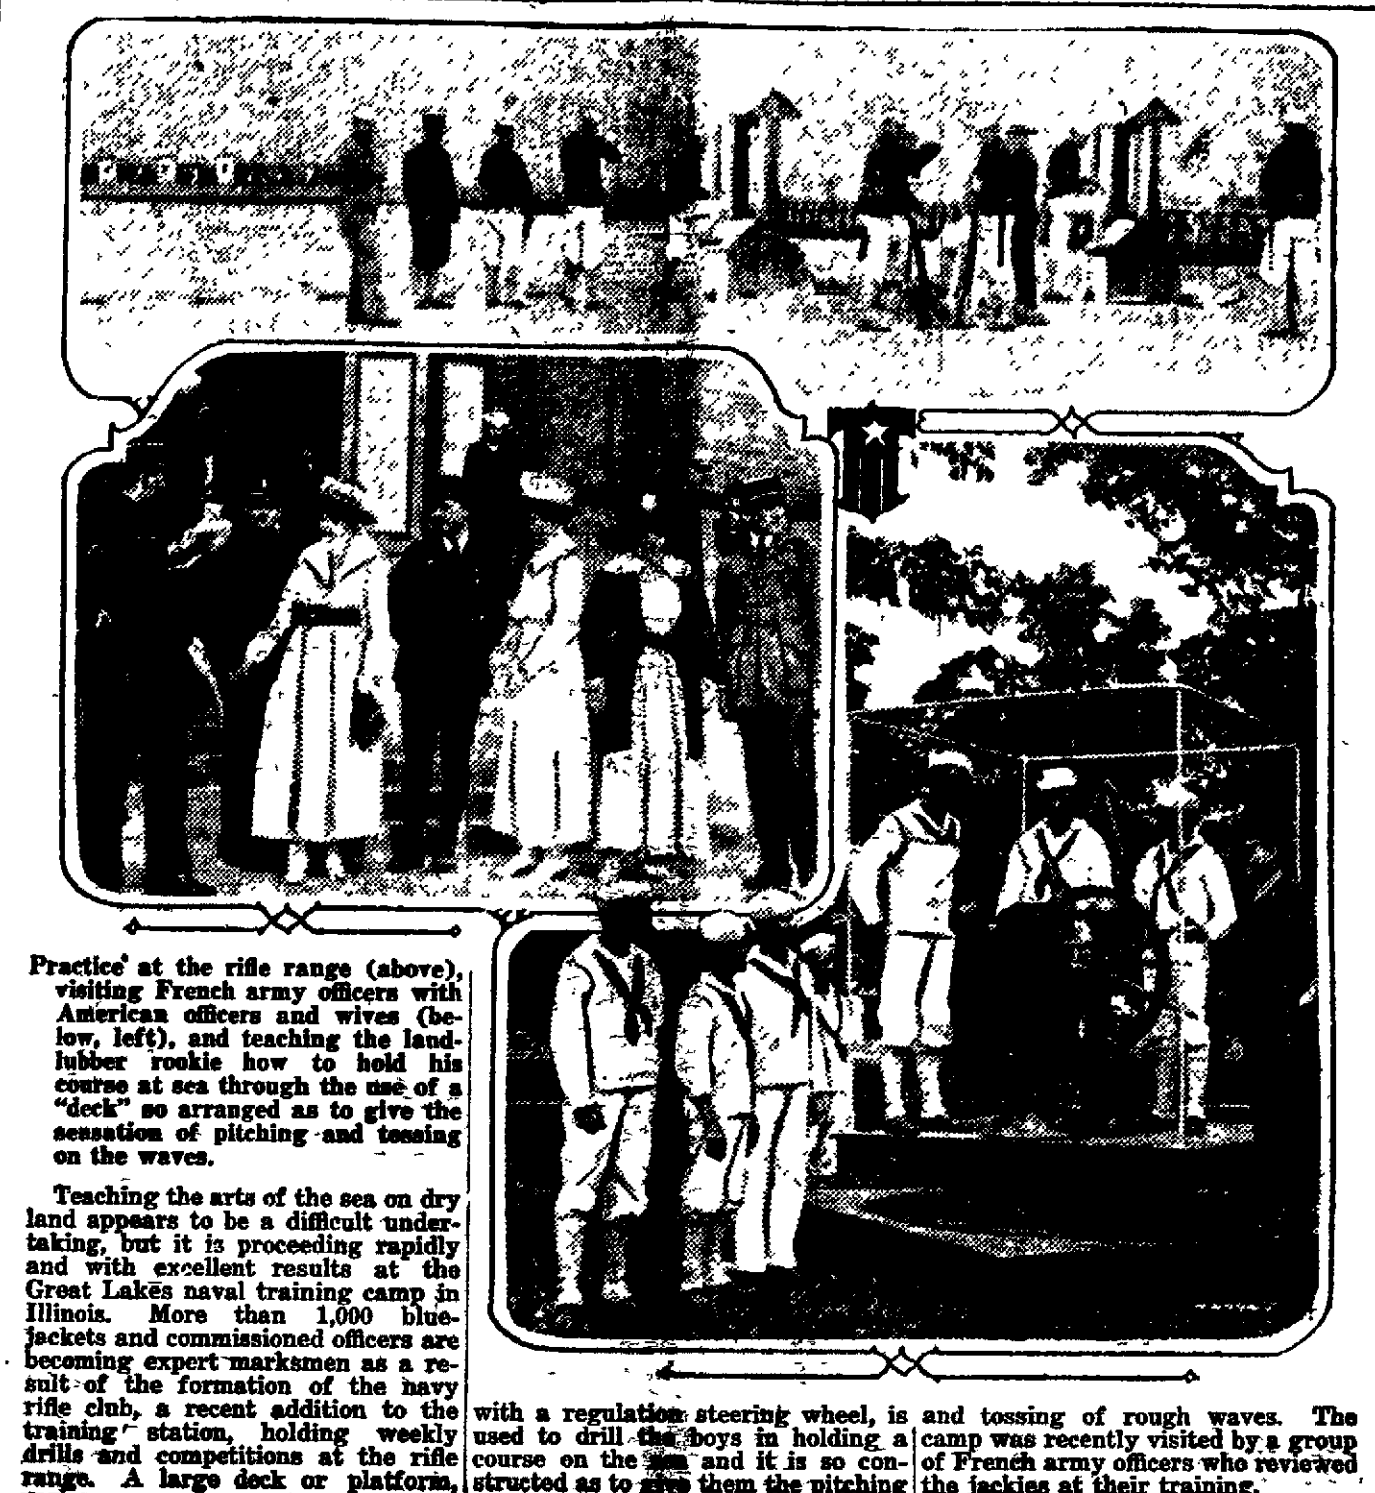 Practice at the rifle range (above),
visiting French army officers with
American officers and wives (be-
low, left), and teaching the land-
lubber rookie how to hold his
course at sea through the use of a
"deck" so arranged as to give the
sensation of pitching and tossing
on the waves.
Teaching the arts of the sea on dry
land appears to be a difficult under-
taking, but it is proceeding rapidly
and with excellent results at the
Great Lakes naval training camp in
Illinois. More than 1,000 blue-
jackets and commissioned officers are
becoming expert marksmen as a re-
sult of the formation of the navy
rifle club, a recent addition to the
training station, holding weekly
drills and competitions at the rifle
range. A large deck or platform,
with a regulation steering wheel, is
used to drill the boys in holding a
course on the sea and it is so con-
structed as to give them the pitching
and tossing of rough waves. The
camp was recently visited by a group
of French army officers who reviewed
the jackies at their training.